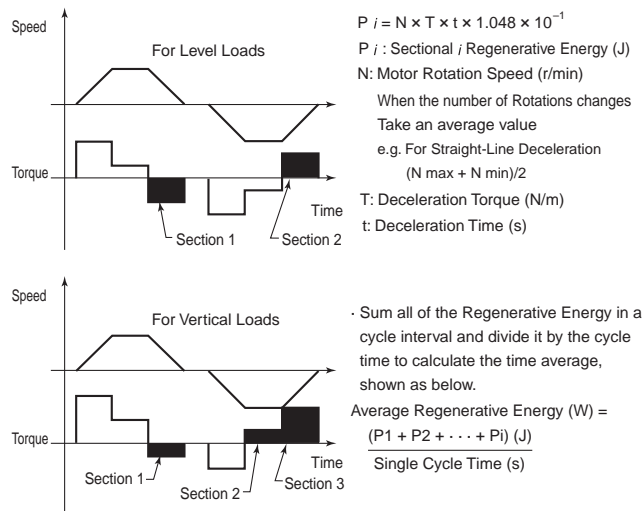 Speed
For Level Loads
Torque
Time
Section 1
Section 2
P i = N × T × t × 1.048 × 10⁻¹
P i : Sectional i Regenerative Energy (J)
N: Motor Rotation Speed (r/min)
When the number of Rotations changes
Take an average value
e.g. For Straight-Line Deceleration
(N max + N min)/2
T: Deceleration Torque (N/m)
t: Deceleration Time (s)
Speed
For Vertical Loads
Torque
Time
Section 1
Section 2
Section 3
· Sum all of the Regenerative Energy in a
cycle interval and divide it by the cycle
time to calculate the time average,
shown as below.
Average Regenerative Energy (W) =
(P1 + P2 + · · · + Pi) (J)
Single Cycle Time (s)